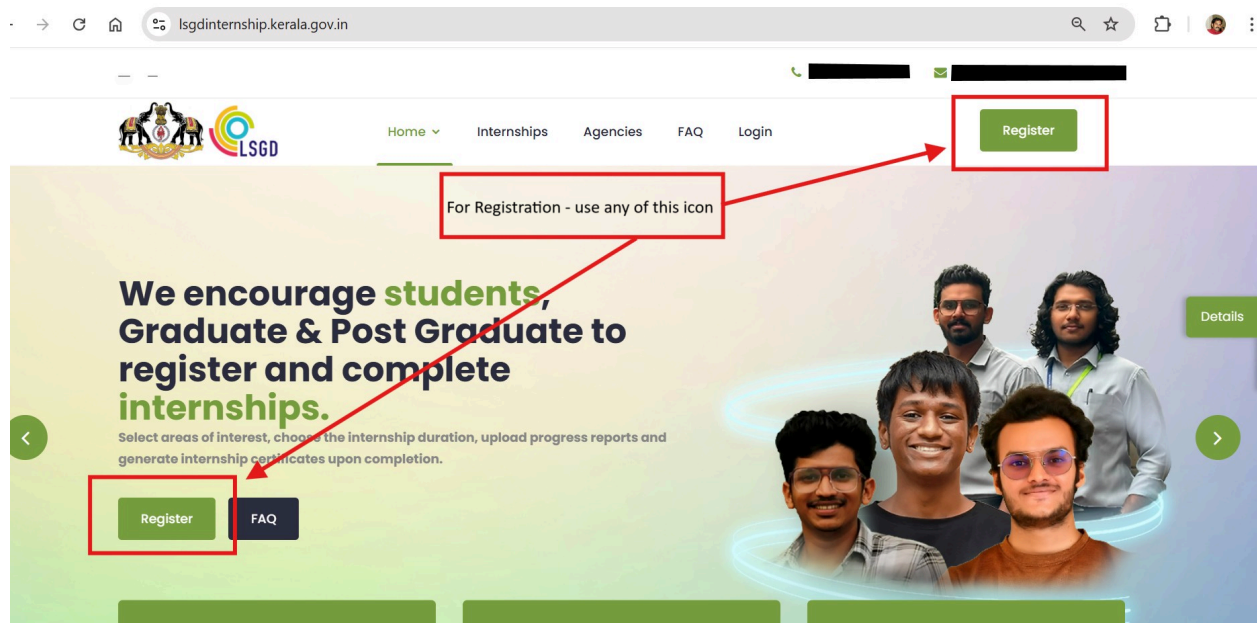 lsgdinternship.kerala.gov.in
LSGD
Home
Internships
Agencies
FAQ
Login
Register
For Registration - use any of this icon
We encourage students,
Graduate & Post Graduate to
register and complete
internships.
Select areas of interest, choose the internship duration, upload progress reports and
generate internship certificates upon completion.
Register
FAQ
Details